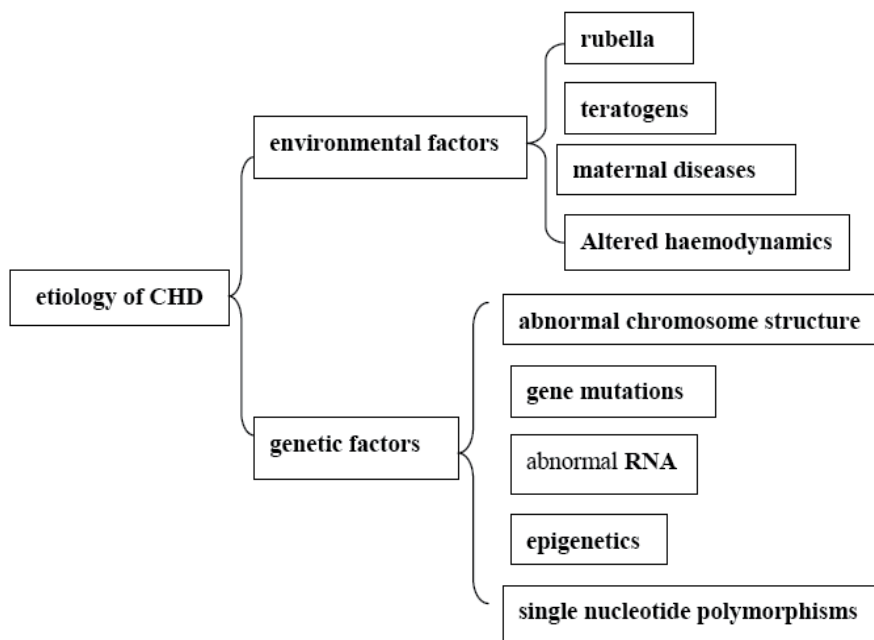 rubella
teratogens
environmental factors
maternal diseases
Altered haemodynamics
etiology of CHD
abnormal chromosome structure
gene mutations
genetic factors
abnormal RNA
epigenetics
single nucleotide polymorphisms